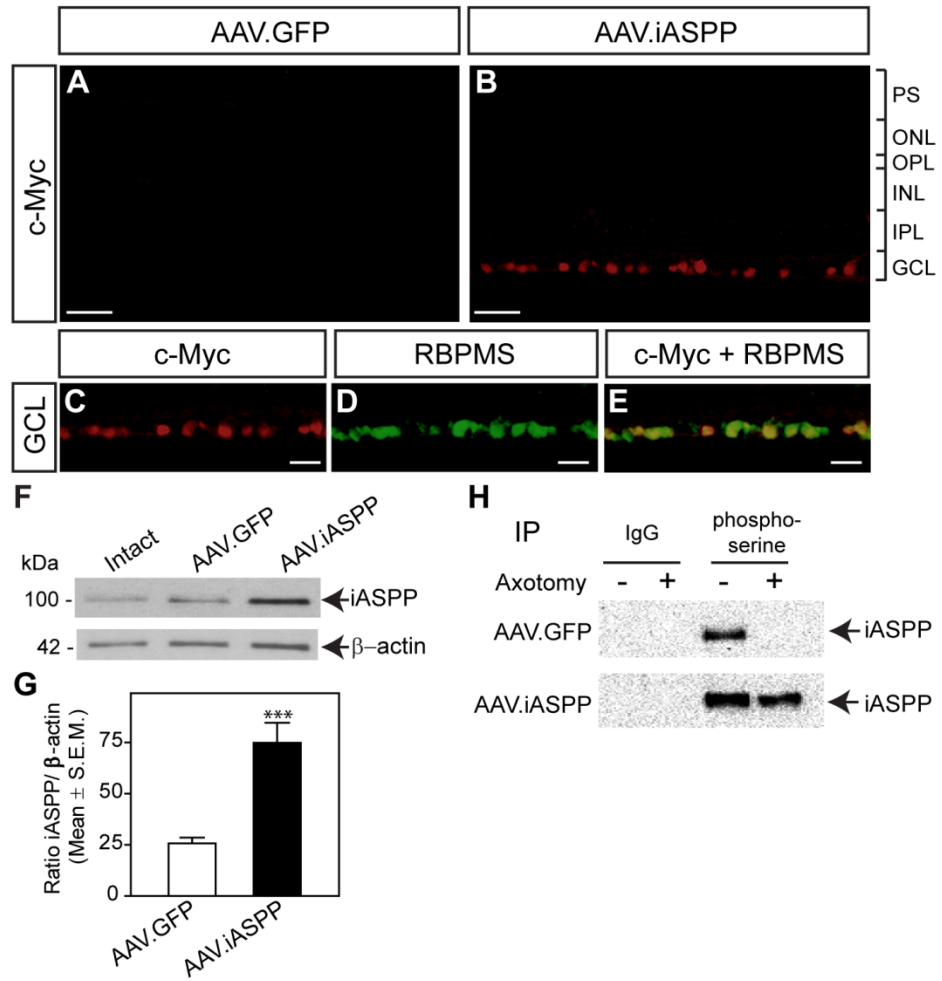 AAV.GFP
AAV.iASPP
c-Myc
A
B
PS
ONL
OPL
INL
IPL
GCL
c-Myc
RBPMS
c-Myc + RBPMS
GCL
C
D
E
F
kDa
Intact
AAV.GFP
AAV.iASPP
100 -
iASPP
42 -
β–actin
G
Ratio iASPP/ β-actin
(Mean ± S.E.M.)
75
50
25
0
***
AAV.GFP
AAV.iASPP
H
IP
IgG
phospho-
serine
Axotomy
- + - +
AAV.GFP
iASPP
AAV.iASPP
iASPP